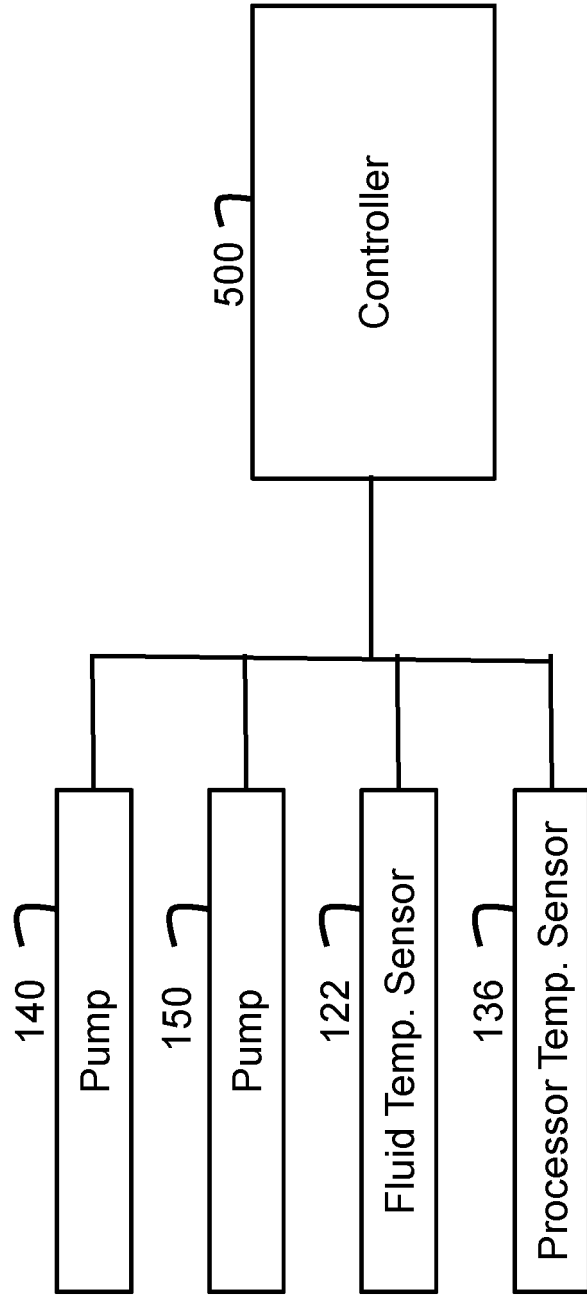 140
Pump
150
Pump
122
Fluid Temp. Sensor
136
Processor Temp. Sensor
500
Controller